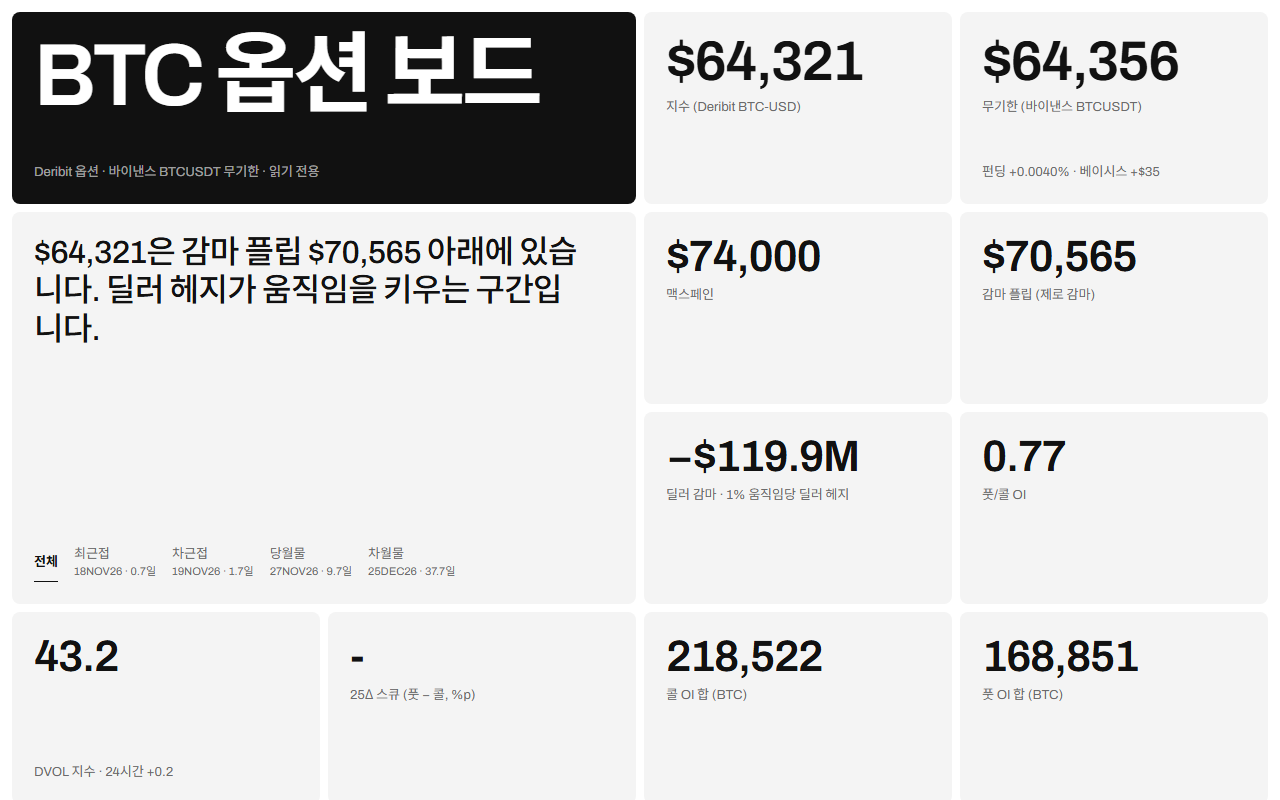 BTC 옵션 보드
Deribit 옵션 · 바이낸스 BTCUSDT 무기한 · 읽기 전용
$64,321
지수 (Deribit BTC-USD)
$64,356
무기한 (바이낸스 BTCUSDT)
펀딩 +0.0040% · 베이시스 +$35
$64,321은 감마 플립 $70,565 아래에 있습
니다. 딜러 헤지가 움직임을 키우는 구간입
니다.
전체
최근접
18NOV26 · 0.7일
차근접
19NOV26 · 1.7일
당월물
27NOV26 · 9.7일
차월물
25DEC26 · 37.7일
$74,000
맥스페인
$70,565
감마 플립 (제로 감마)
−$119.9M
딜러 감마 · 1% 움직임당 딜러 헤지
0.77
풋/콜 OI
43.2
DVOL 지수 · 24시간 +0.2
-
25Δ 스큐 (풋 − 콜, %p)
218,522
콜 OI 합 (BTC)
168,851
풋 OI 합 (BTC)